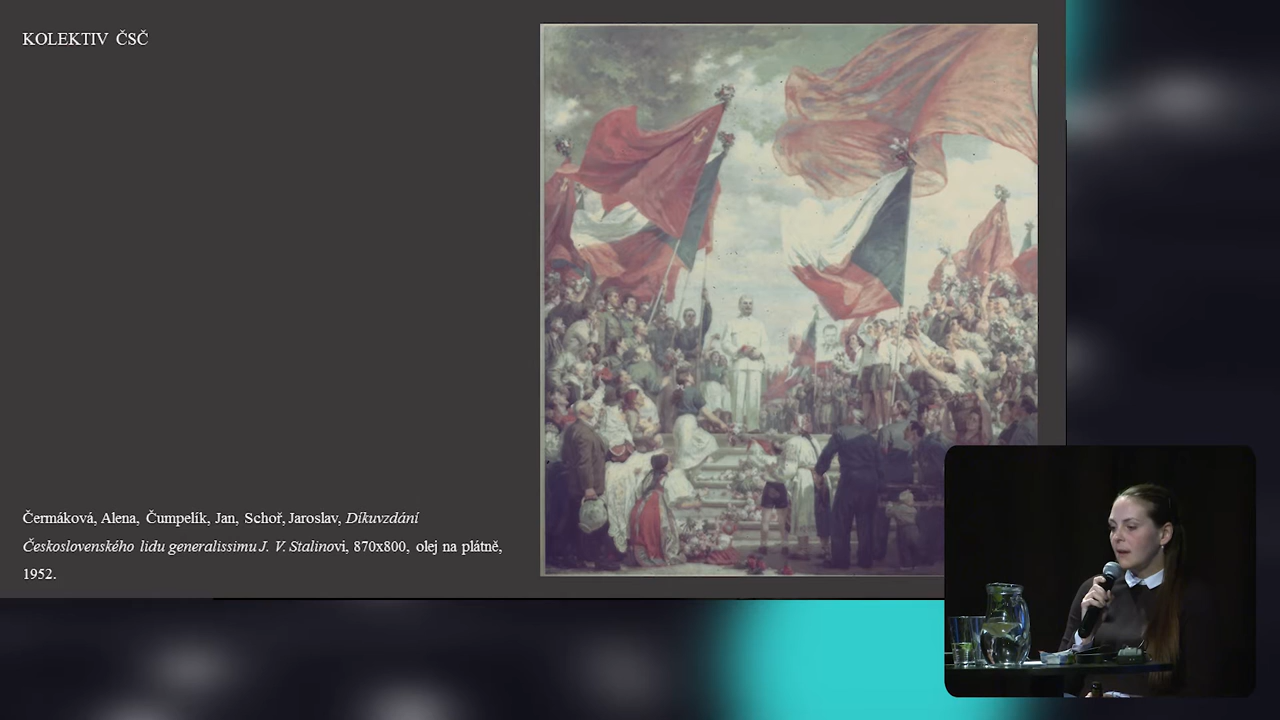 KOLEKTIV ČSČ
Čermáková, Alena, Čumpelík, Jan, Schoř, Jaroslav, Díkuvzdání
Československého lidu generalissimu J. V. Stalinovi, 870x800, olej na plátně,
1952.